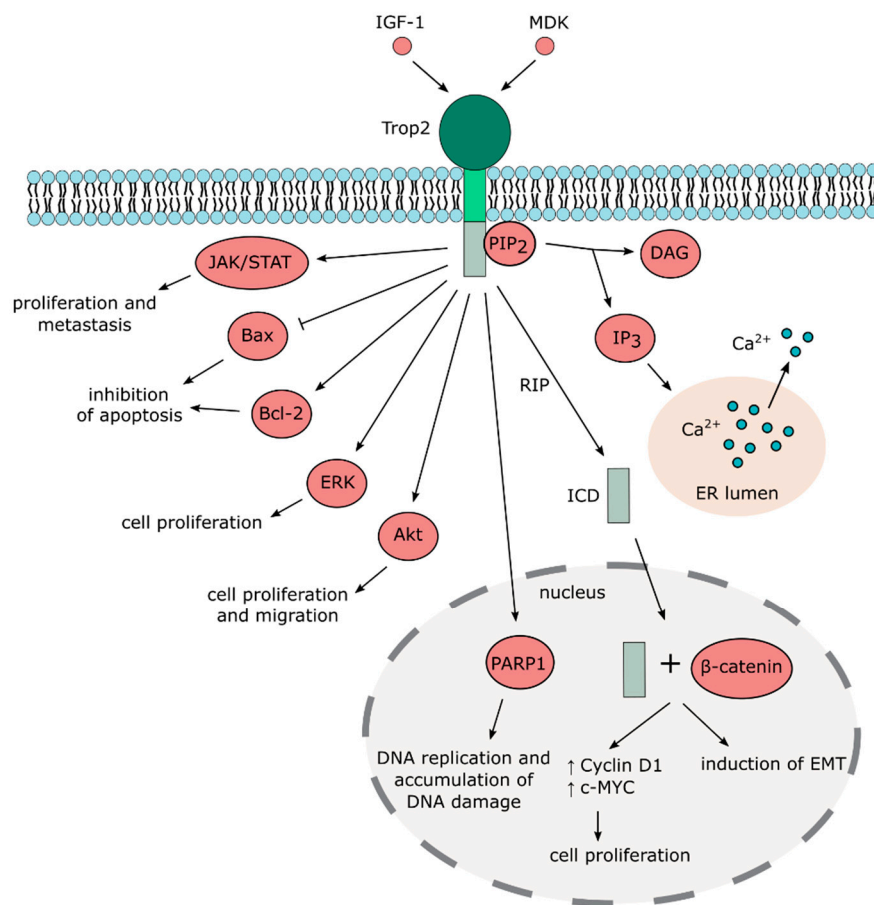 IGF-1
MDK
Trop2
PIP₂
DAG
JAK/STAT
proliferation and
metastasis
Bax
IP₃
Ca²⁺
inhibition
of apoptosis
Bcl-2
RIP
Ca²⁺
ER lumen
ERK
ICD
cell proliferation
Akt
cell proliferation
and migration
nucleus
PARP1
+
β-catenin
DNA replication and
accumulation of
DNA damage
↑ Cyclin D1
↑ c-MYC
induction of EMT
cell proliferation